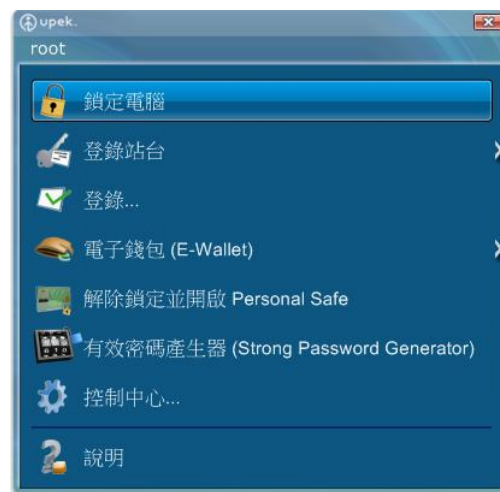 upek.
root
鎖定電腦
登錄站台
登錄...
電子錢包 (E-Wallet)
解除鎖定並開啟 Personal Safe
有效密碼產生器 (Strong Password Generator)
控制中心...
說明